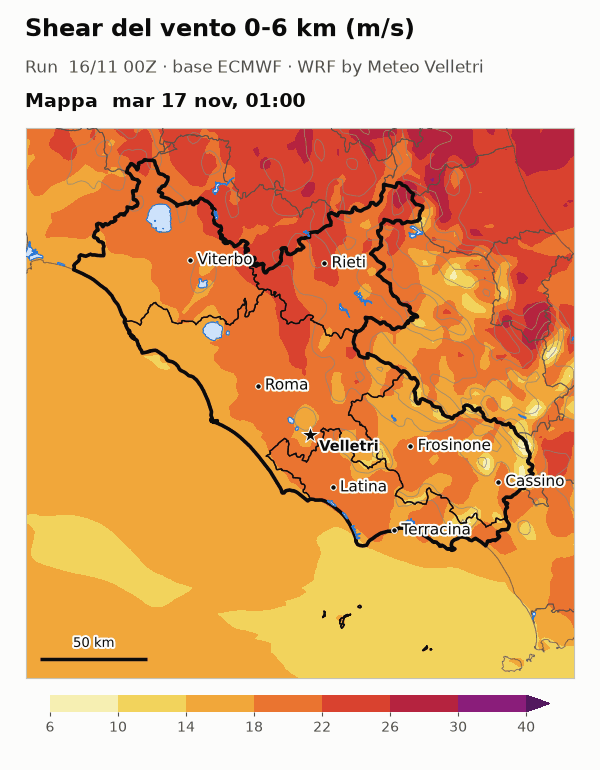 Shear del vento 0-6 km (m/s)
Run  16/11 00Z · base ECMWF · WRF by Meteo Velletri
Mappa  mar 17 nov, 01:00
Viterbo
Rieti
Roma
Velletri
Frosinone
Latina
Cassino
Terracina
50 km
6 10 14 18 22 26 30 40